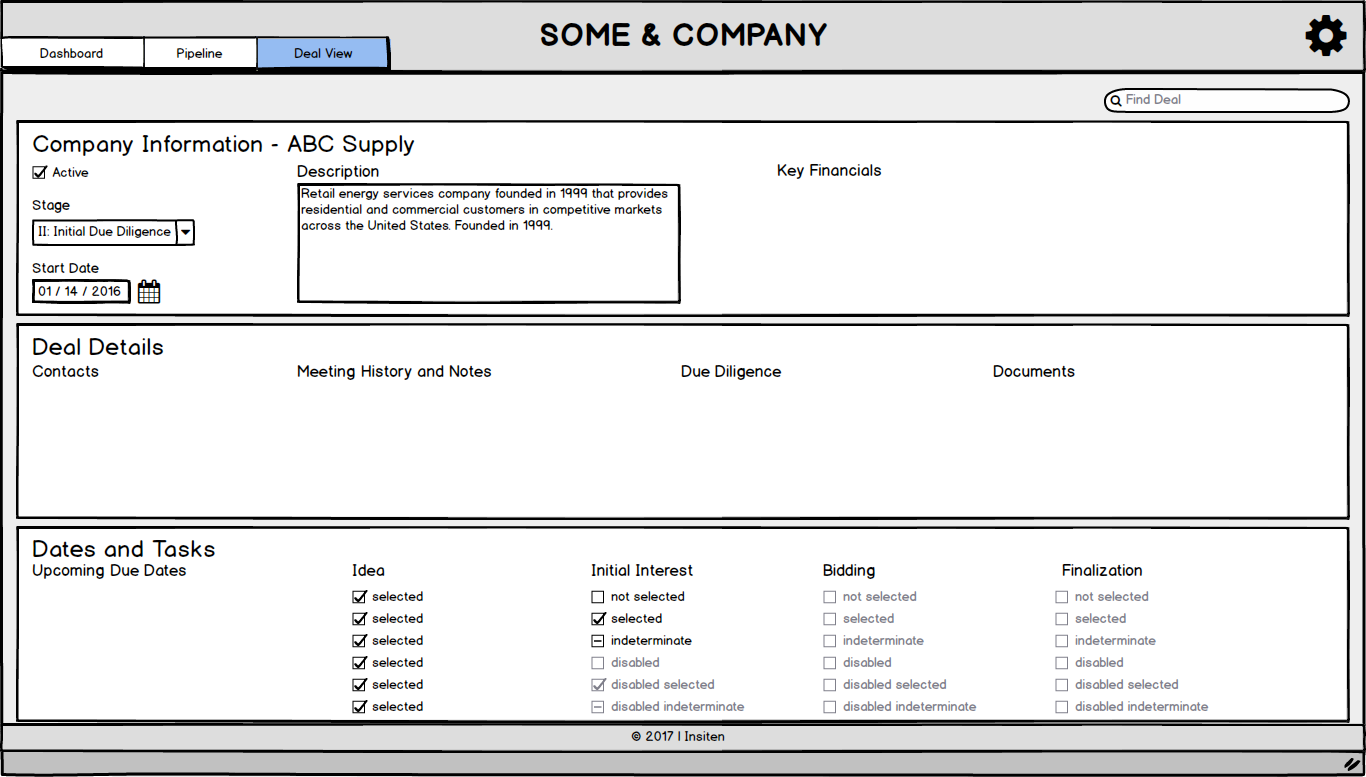 SOME & COMPANY
Dashboard
Pipeline
Deal View
Find Deal
Company Information - ABC Supply
Active
Stage
II: Initial Due Diligence
Start Date
01 / 14 / 2016
Description
Retail energy services company founded in 1999 that provides
residential and commercial customers in competitive markets
across the United States. Founded in 1999.
Key Financials
Deal Details
Contacts
Meeting History and Notes
Due Diligence
Documents
Dates and Tasks
Upcoming Due Dates
Idea
selected
selected
selected
selected
selected
selected
Initial Interest
not selected
selected
indeterminate
disabled
disabled selected
disabled indeterminate
Bidding
not selected
selected
indeterminate
disabled
disabled selected
disabled indeterminate
Finalization
not selected
selected
indeterminate
disabled
disabled selected
disabled indeterminate
© 2017 | Insiten